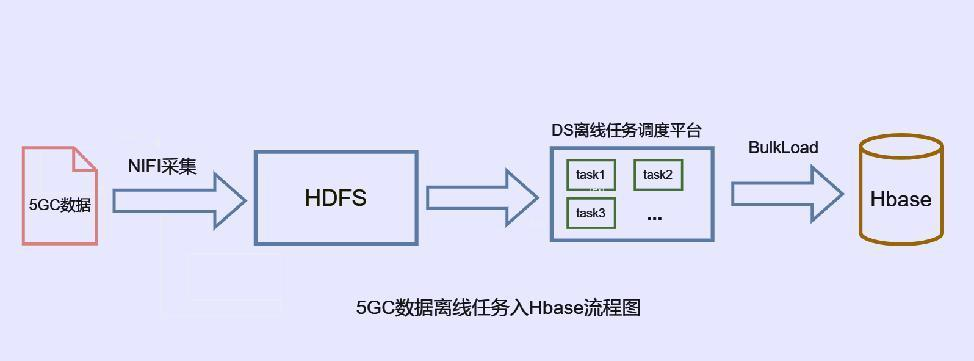 DS离线任务调度平台
NIFI采集
BulkLoad
5GC数据
HDFS
task1
task2
task3
...
Hbase
5GC数据离线任务入Hbase流程图